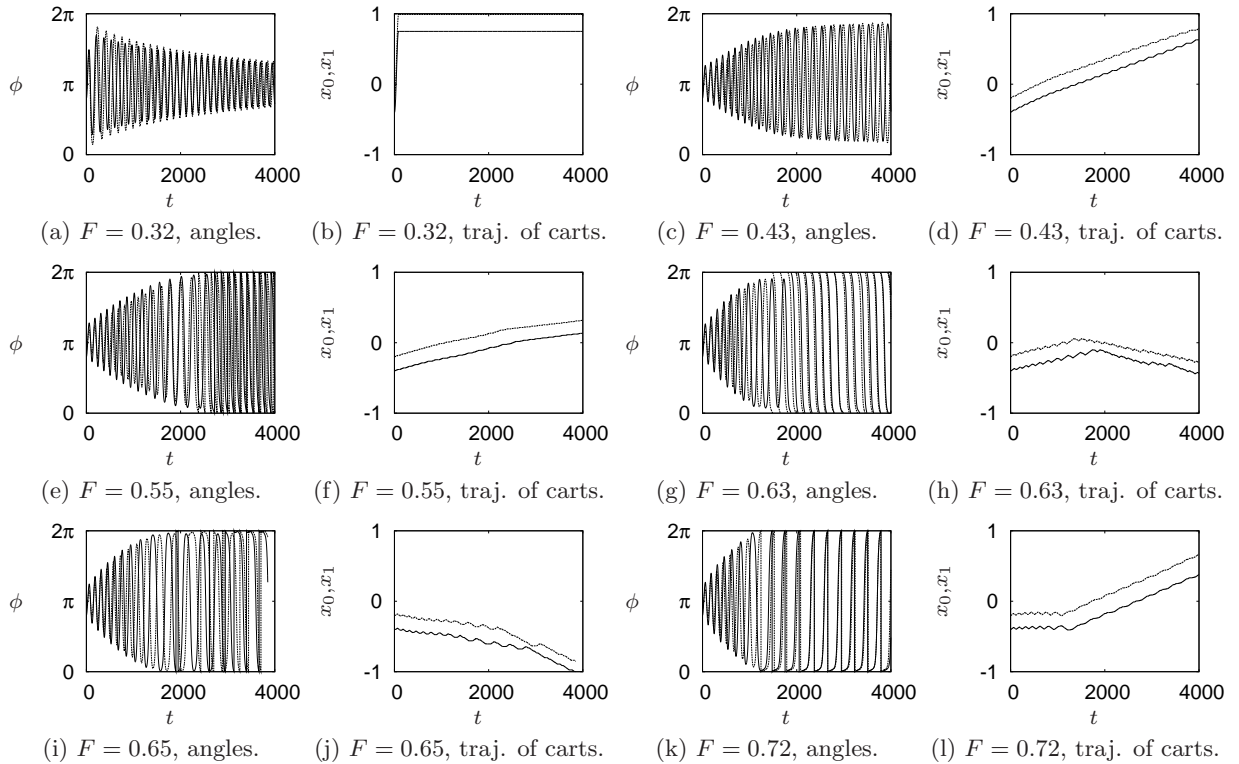 2π
π
0
ϕ
0 2000 4000
t
(a) F = 0.32, angles.
1
0
-1
x₀,x₁
0 2000 4000
t
(b) F = 0.32, traj. of carts.
2π
π
0
ϕ
0 2000 4000
t
(c) F = 0.43, angles.
1
0
-1
x₀,x₁
0 2000 4000
t
(d) F = 0.43, traj. of carts.
2π
π
0
ϕ
0 2000 4000
t
(e) F = 0.55, angles.
1
0
-1
x₀,x₁
0 2000 4000
t
(f) F = 0.55, traj. of carts.
2π
π
0
ϕ
0 2000 4000
t
(g) F = 0.63, angles.
1
0
-1
x₀,x₁
0 2000 4000
t
(h) F = 0.63, traj. of carts.
2π
π
0
ϕ
0 2000 4000
t
(i) F = 0.65, angles.
1
0
-1
x₀,x₁
0 2000 4000
t
(j) F = 0.65, traj. of carts.
2π
π
0
ϕ
0 2000 4000
t
(k) F = 0.72, angles.
1
0
-1
x₀,x₁
0 2000 4000
t
(l) F = 0.72, traj. of carts.